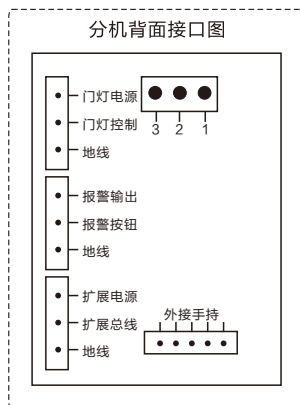 分机背面接口图
门灯电源
门灯控制
地线
3 2 1
报警输出
报警按钮
地线
扩展电源
扩展总线
地线
外接手持